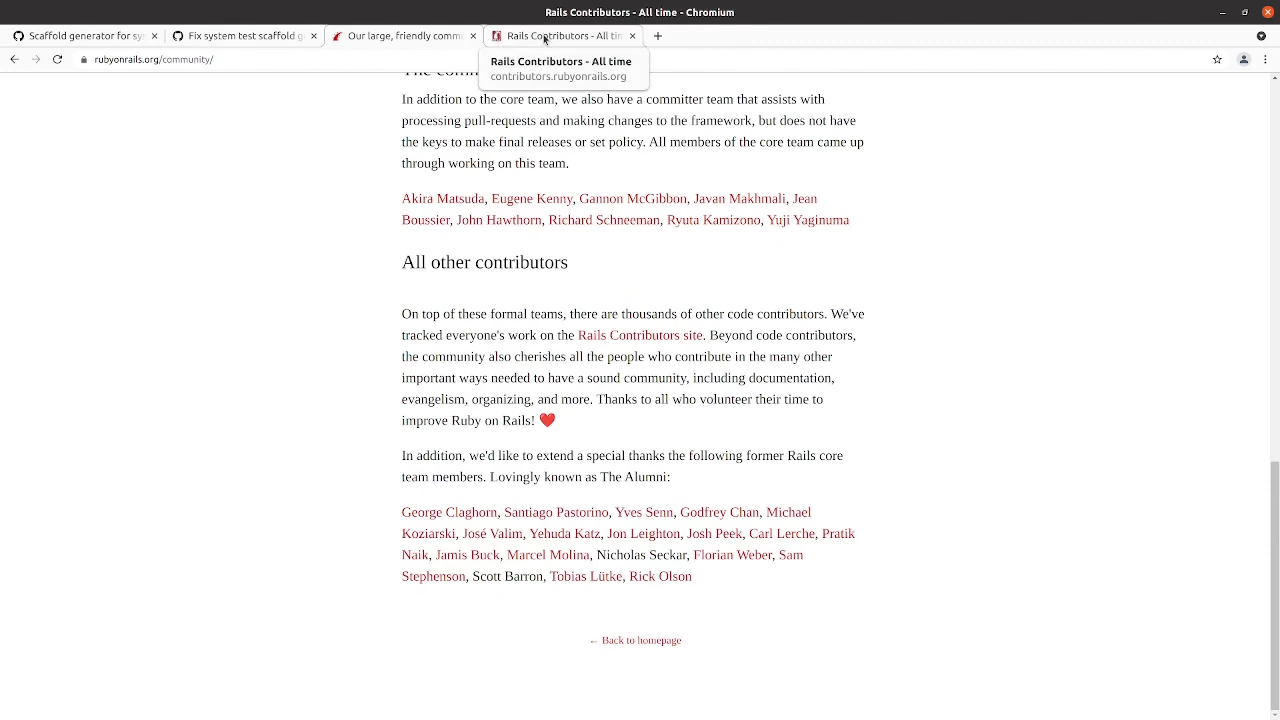 Rails Contributors - All time - Chromium
Scaffold generator for sy
Fix system test scaffold g
Our large, friendly commu
Rails Contributors - All tim
rubyonrails.org/community/
Rails Contributors - All time
contributors.rubyonrails.org
In addition to the core team, we also have a committer team that assists with
processing pull-requests and making changes to the framework, but does not have
the keys to make final releases or set policy. All members of the core team came up
through working on this team.
Akira Matsuda, Eugene Kenny, Gannon McGibbon, Javan Makhmali, Jean
Boussier, John Hawthorn, Richard Schneeman, Ryuta Kamizono, Yuji Yaginuma
All other contributors
On top of these formal teams, there are thousands of other code contributors. We've
tracked everyone's work on the Rails Contributors site. Beyond code contributors,
the community also cherishes all the people who contribute in the many other
important ways needed to have a sound community, including documentation,
evangelism, organizing, and more. Thanks to all who volunteer their time to
improve Ruby on Rails! ❤️
In addition, we'd like to extend a special thanks the following former Rails core
team members. Lovingly known as The Alumni:
George Claghorn, Santiago Pastorino, Yves Senn, Godfrey Chan, Michael
Koziarski, José Valim, Yehuda Katz, Jon Leighton, Josh Peek, Carl Lerche, Pratik
Naik, Jamis Buck, Marcel Molina, Nicholas Seckar, Florian Weber, Sam
Stephenson, Scott Barron, Tobias Lütke, Rick Olson
← Back to homepage